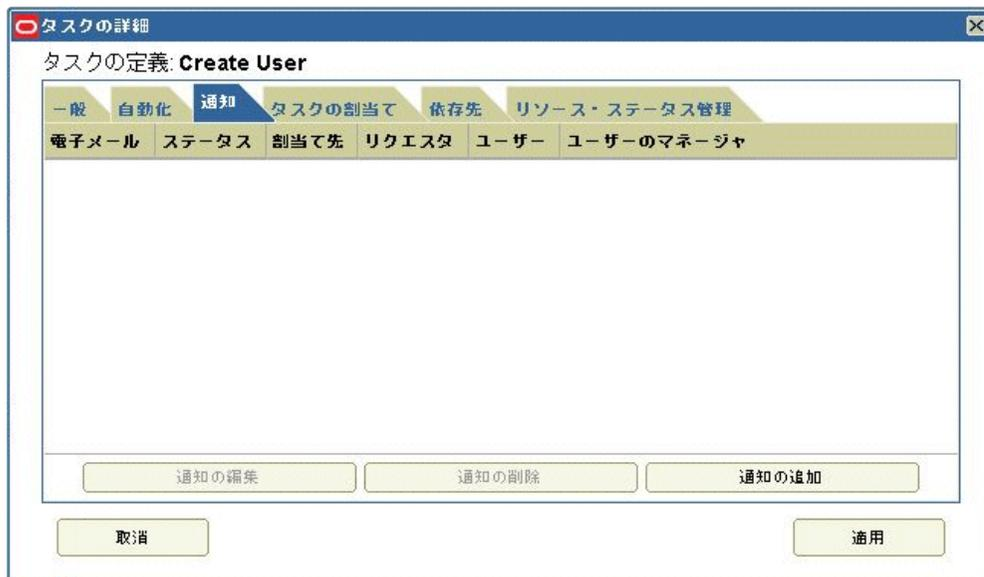 タスクの詳細
タスクの定義: Create User
一般 自動化 通知 タスクの割当て 依存先 リソース・ステータス管理
電子メール ステータス 割当て先 リクエスタ ユーザー ユーザーのマネージャ
通知の編集 通知の削除 通知の追加
取消 適用